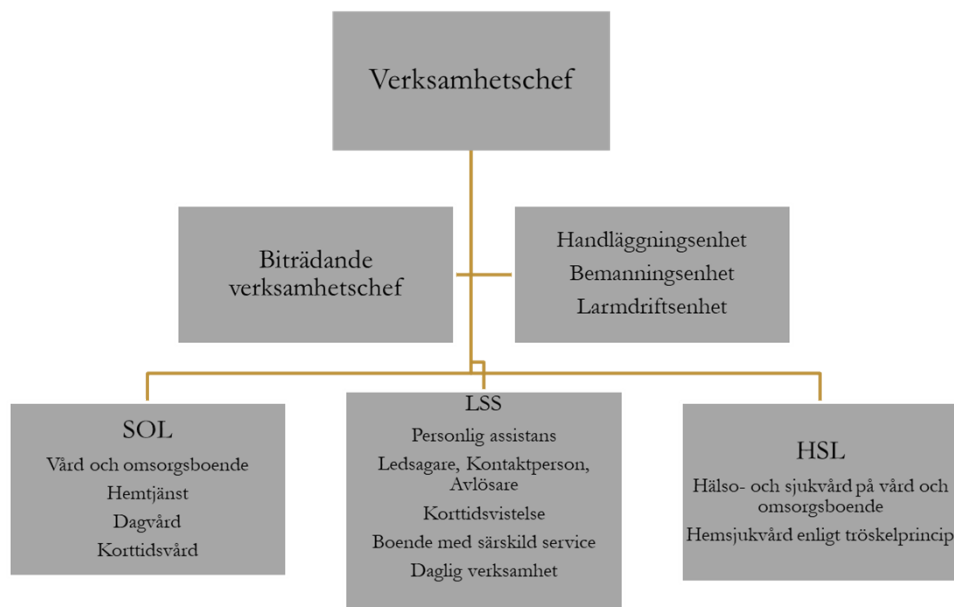 Verksamhetschef
Biträdande
verksamhetschef
Handläggningsenhet
Bemanningsenhet
Larmdriftsenhet
SOL
Vård och omsorgsboende
Hemtjänst
Dagvård
Korttidsvård
LSS
Personlig assistans
Ledsagare, Kontaktperson,
Avlösare
Korttidsvistelse
Boende med särskild service
Daglig verksamhet
HSL
Hälso- och sjukvård på vård och
omsorgsboende
Hemsjukvård enligt tröskelprincip